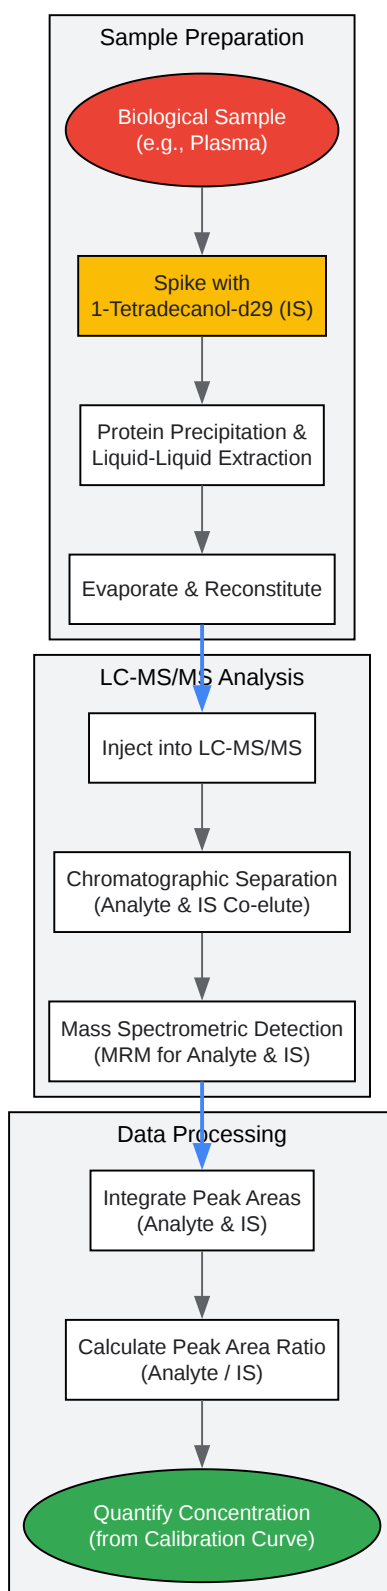 Sample Preparation
Biological Sample
(e.g., Plasma)
Spike with
1-Tetradecanol-d29 (IS)
Protein Precipitation &
Liquid-Liquid Extraction
Evaporate & Reconstitute
LC-MS/MS Analysis
Inject into LC-MS/MS
Chromatographic Separation
(Analyte & IS Co-elute)
Mass Spectrometric Detection
(MRM for Analyte & IS)
Data Processing
Integrate Peak Areas
(Analyte & IS)
Calculate Peak Area Ratio
(Analyte / IS)
Quantify Concentration
(from Calibration Curve)